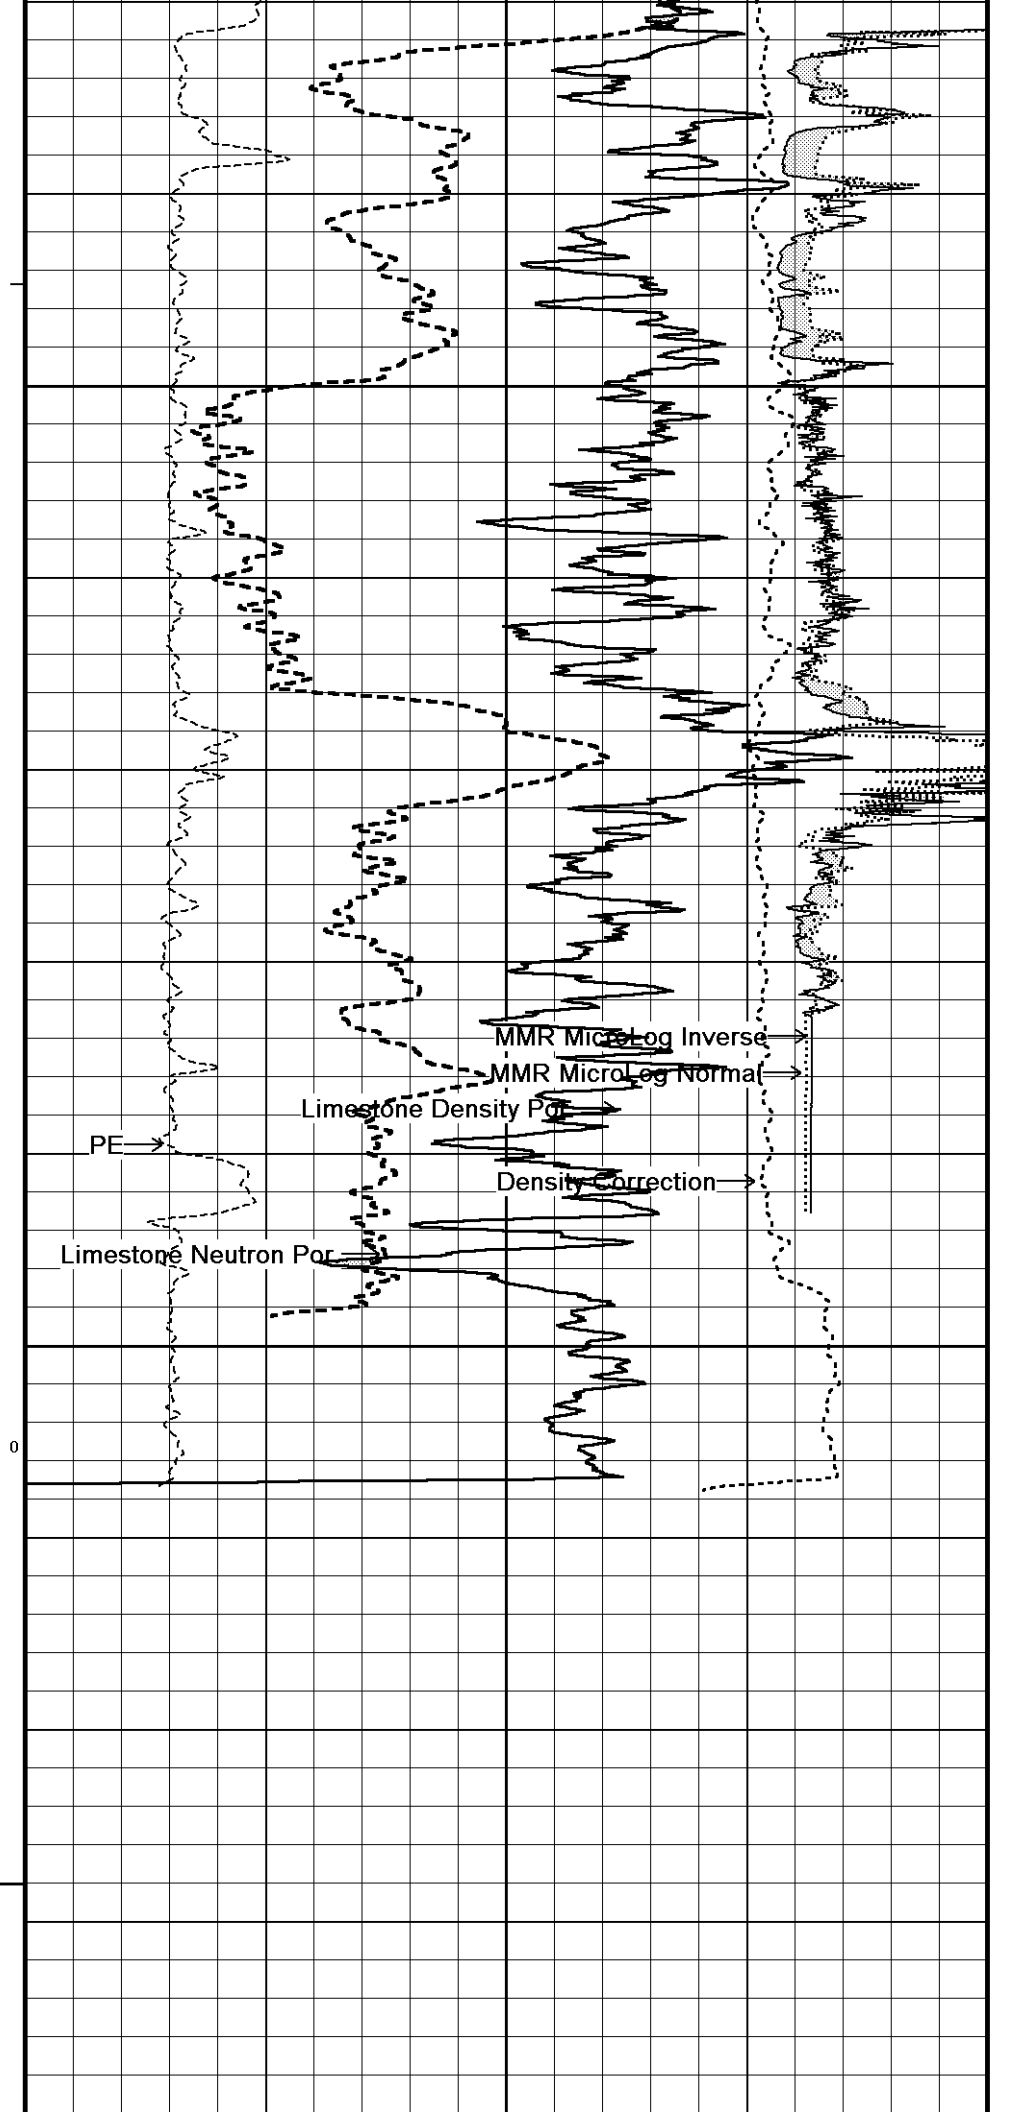 MMR MicroLog Inverse
MMR MicroLog Normal
Limestone Density Por
PE
Density Correction
Limestone Neutron Por
0